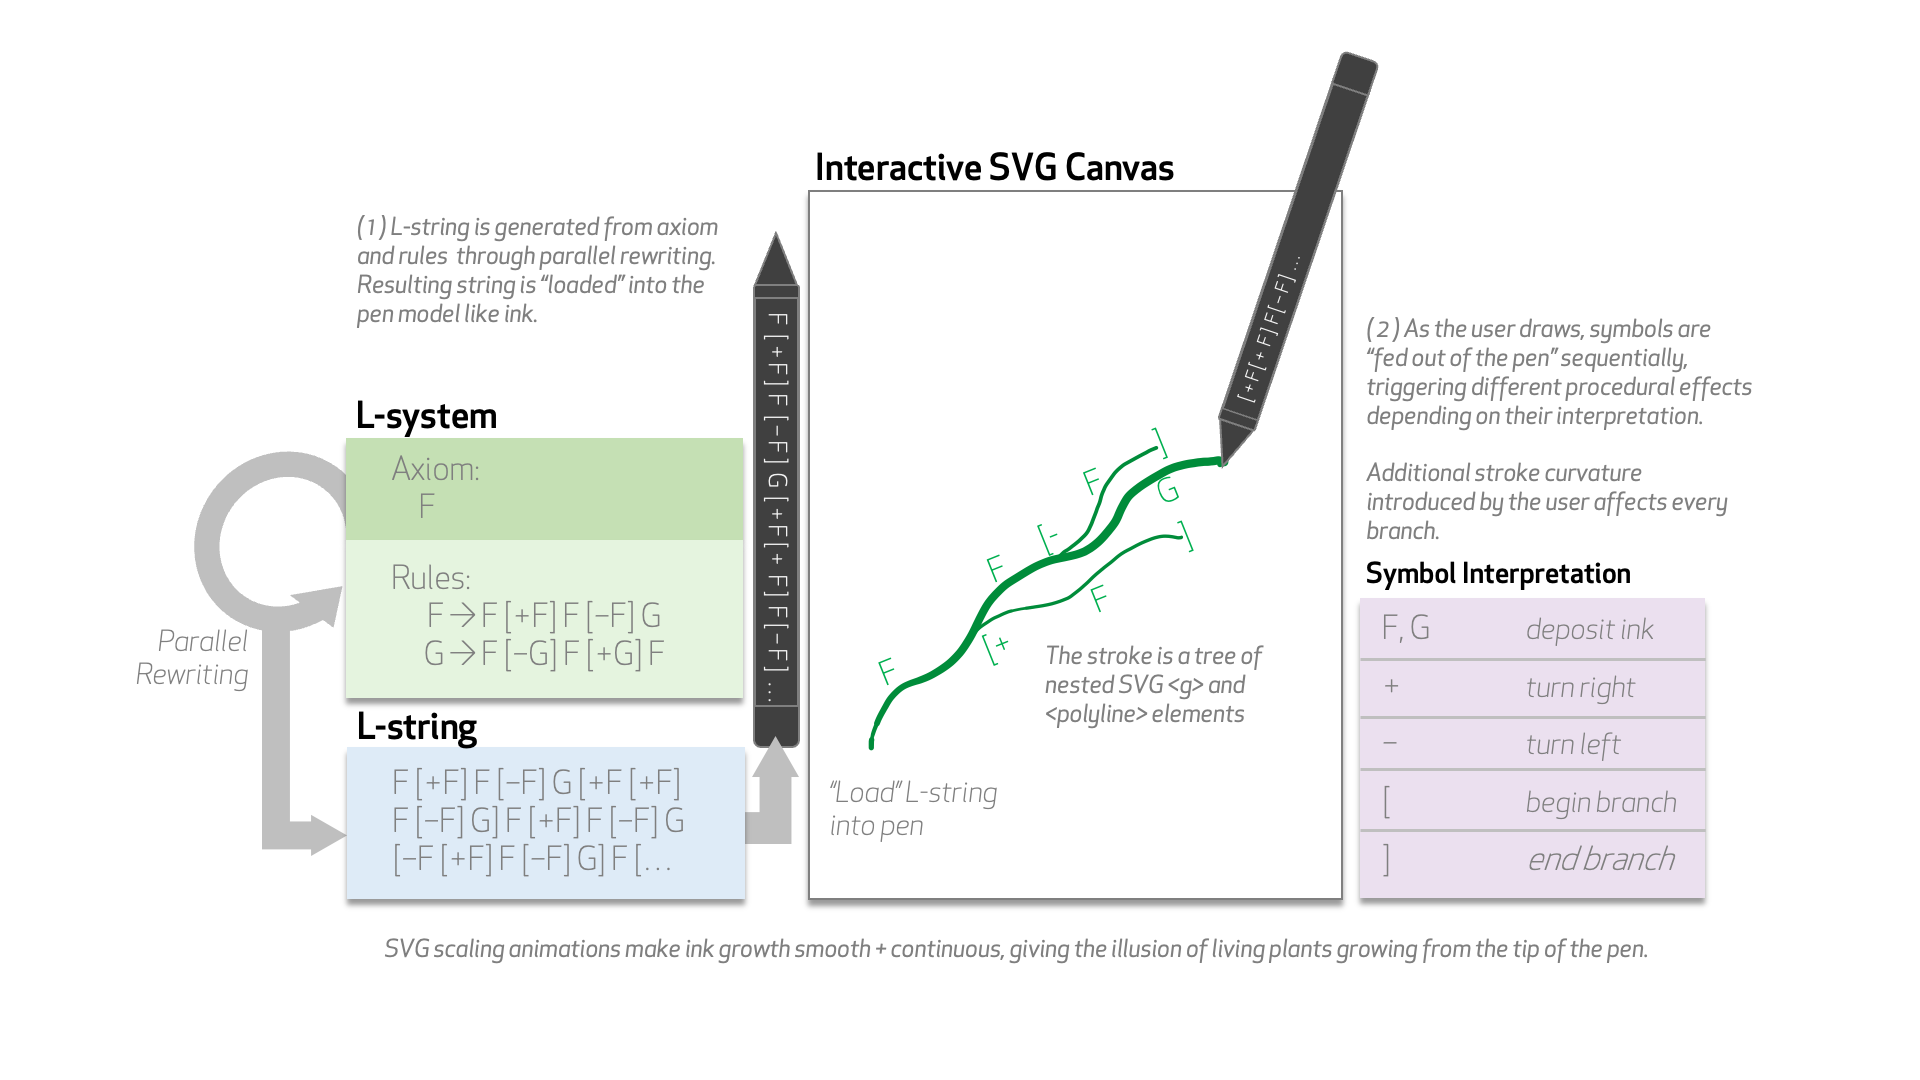 Interactive SVG Canvas
(1) L-string is generated from axiom
and rules through parallel rewriting.
Resulting string is “loaded” into the
pen model like ink.
L-system
Axiom:
F
Rules:
F → F [+F] F [–F] G
G → F [–G] F [+G] F
Parallel
Rewriting
L-string
F [+F] F [–F] G [+F [+F]
F [–F] G] F [+F] F [–F] G
[–F [+F] F [–F] G] F [...
F [+F] F [–F] G [+F [+ F] F [–F] ...
“Load” L-string
into pen
[+F [+ F] F [–F] ...
F
[+
F
]
F
[-
F
]
G
The stroke is a tree of
nested SVG <g> and
<polyline> elements
(2) As the user draws, symbols are
“fed out of the pen” sequentially,
triggering different procedural effects
depending on their interpretation.
Additional stroke curvature
introduced by the user affects every
branch.
Symbol Interpretation
F, G deposit ink
+ turn right
– turn left
[ begin branch
] end branch
SVG scaling animations make ink growth smooth + continuous, giving the illusion of living plants growing from the tip of the pen.